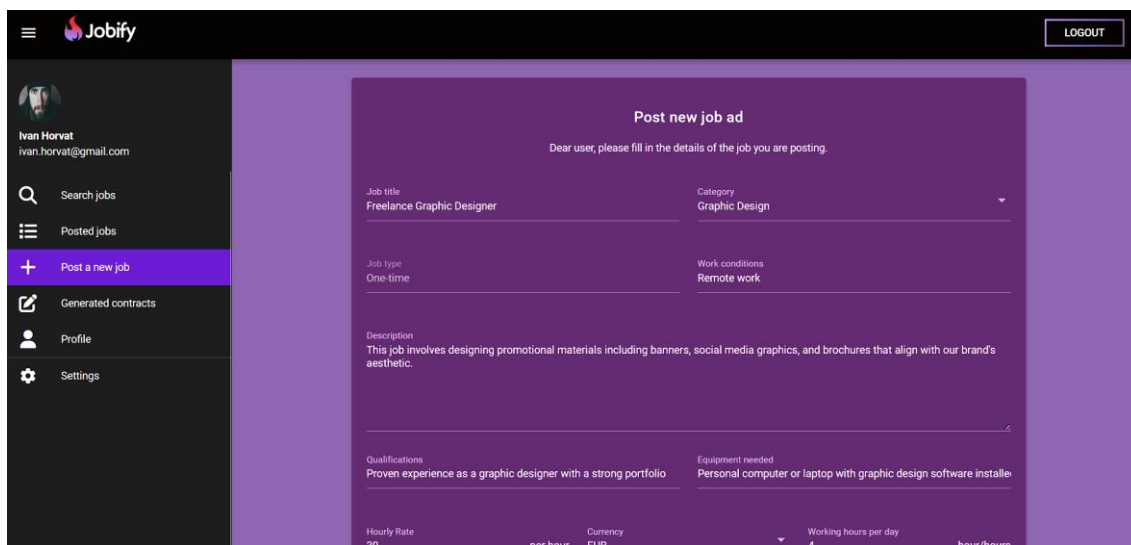 Jobify
LOGOUT
Ivan Horvat
ivan.horvat@gmail.com
Search jobs
Posted jobs
Post a new job
Generated contracts
Profile
Settings
Post new job ad
Dear user, please fill in the details of the job you are posting.
Job title
Freelance Graphic Designer
Category
Graphic Design
Job type
One-time
Work conditions
Remote work
Description
This job involves designing promotional materials including banners, social media graphics, and brochures that align with our brand's
aesthetic.
Qualifications
Proven experience as a graphic designer with a strong portfolio
Equipment needed
Personal computer or laptop with graphic design software
Hourly Rate
per hour
Currency
EUR
Working hours per day
hour/hours